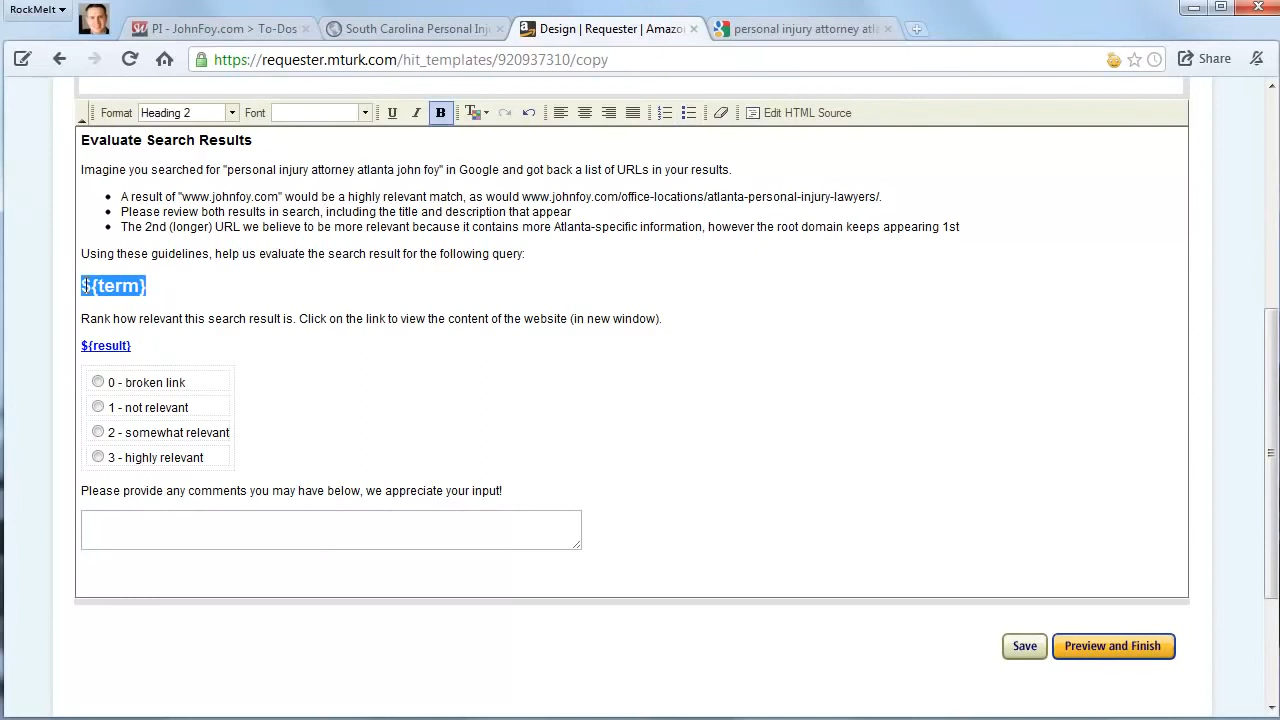 RockMelt
PI - JohnFoy.com > To-Dos
South Carolina Personal Inj
Design | Requester | Amazo
personal injury attorney atla
https://requester.mturk.com/hit_templates/920937310/copy
Share
Format Heading 2 Font U I B T Edit HTML Source
Evaluate Search Results
Imagine you searched for "personal injury attorney atlanta john foy" in Google and got back a list of URLs in your results.
A result of "www.johnfoy.com" would be a highly relevant match, as would www.johnfoy.com/office-locations/atlanta-personal-injury-lawyers/.
Please review both results in search, including the title and description that appear
The 2nd (longer) URL we believe to be more relevant because it contains more Atlanta-specific information, however the root domain keeps appearing 1st
Using these guidelines, help us evaluate the search result for the following query:
${term}
Rank how relevant this search result is. Click on the link to view the content of the website (in new window).
${result}
0 - broken link
1 - not relevant
2 - somewhat relevant
3 - highly relevant
Please provide any comments you may have below, we appreciate your input!
Save
Preview and Finish